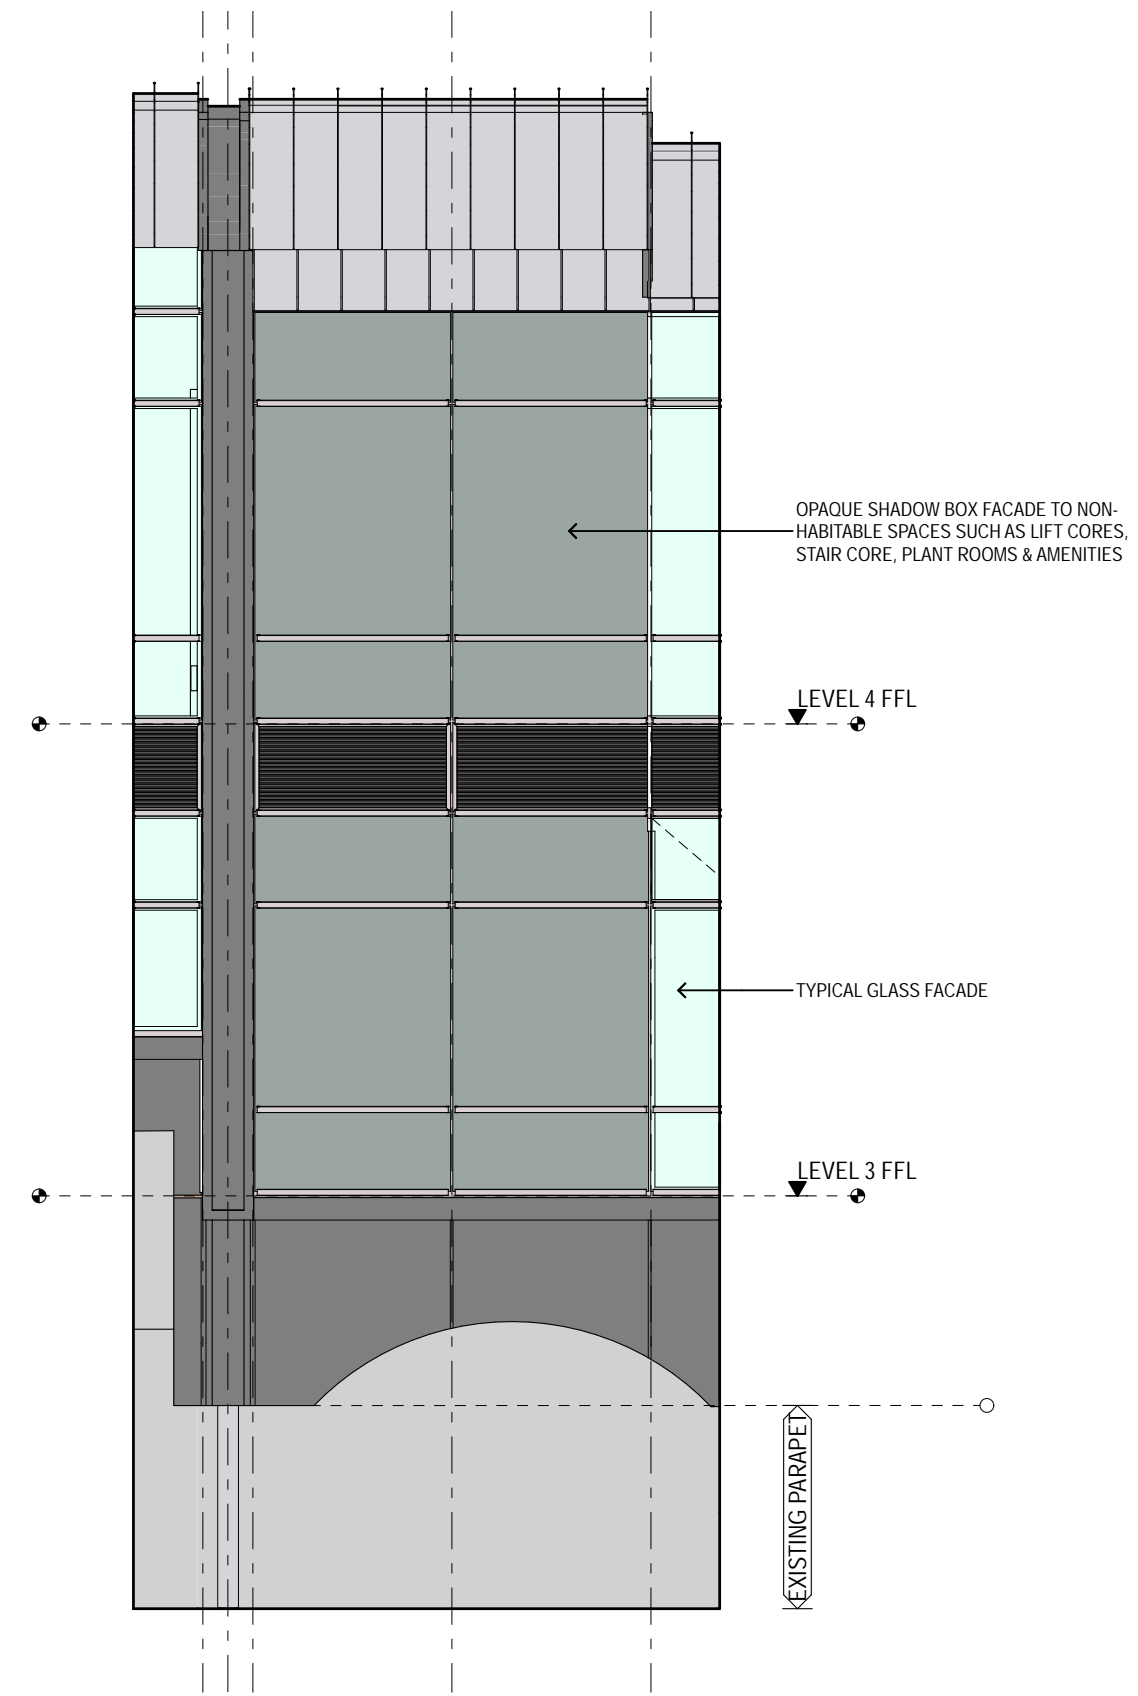 OPAQUE SHADOW BOX FACADE TO NON-
HABITABLE SPACES SUCH AS LIFT CORES,
STAIR CORE, PLANT ROOMS & AMENITIES
LEVEL 4 FFL
TYPICAL GLASS FACADE
LEVEL 3 FFL
EXISTING PARAPET